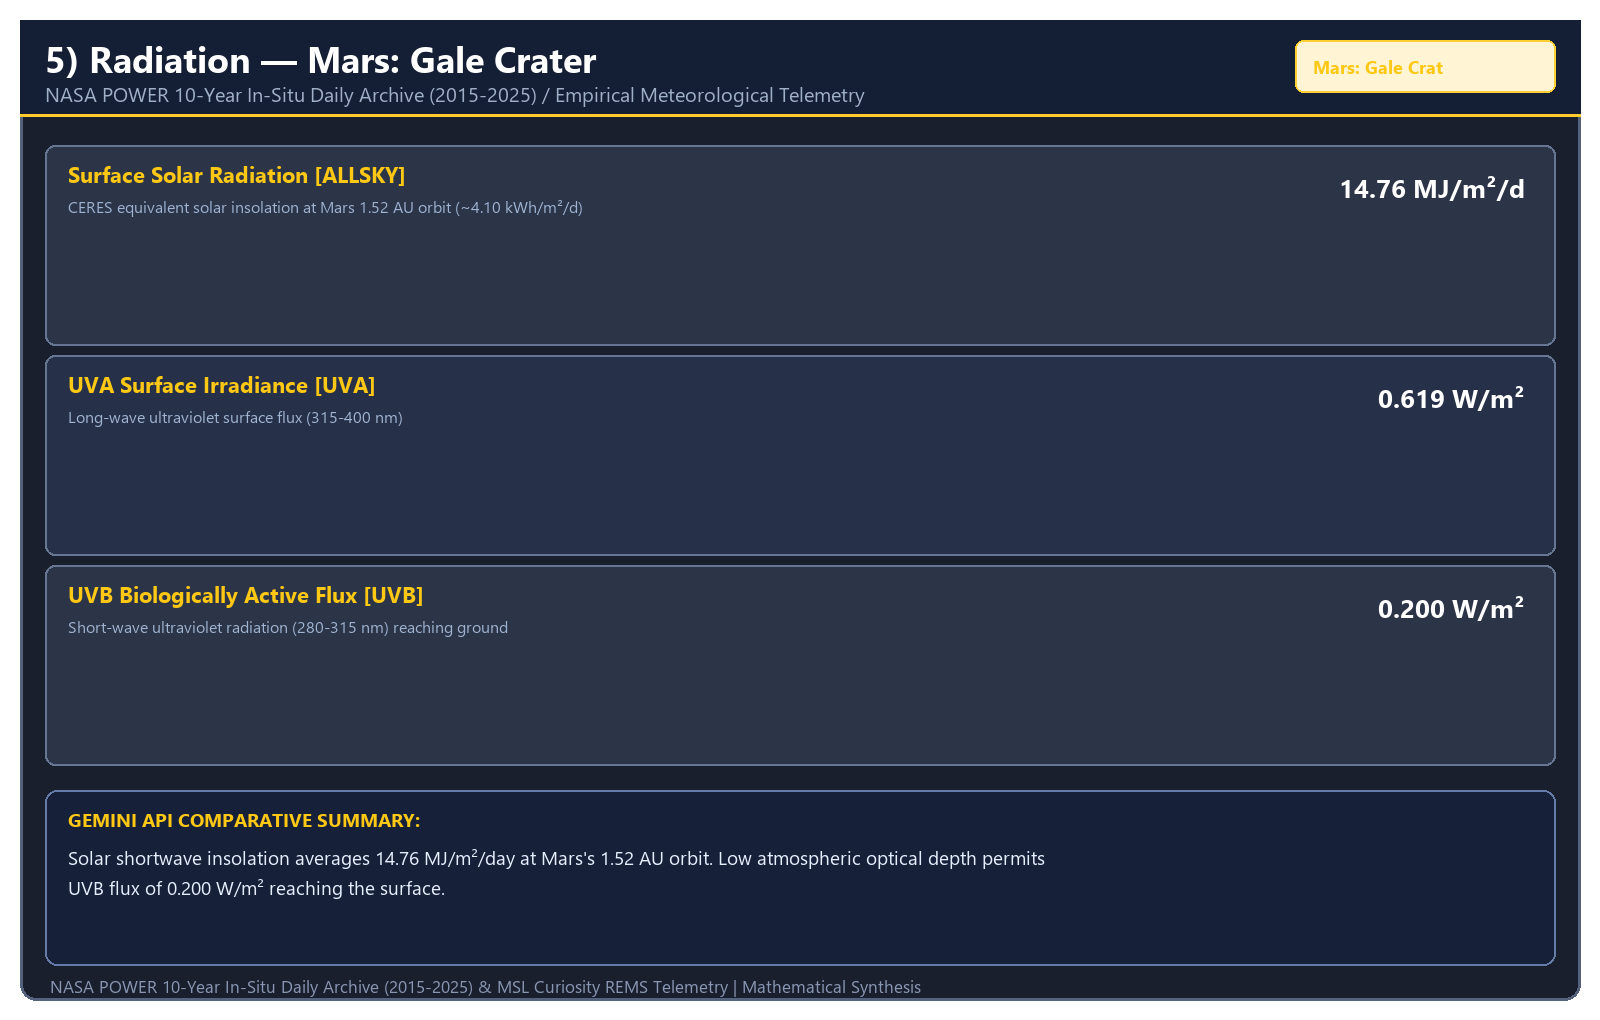 5) Radiation — Mars: Gale Crater
Mars: Gale Crat
NASA POWER 10-Year In-Situ Daily Archive (2015-2025) / Empirical Meteorological Telemetry
Surface Solar Radiation [ALLSKY]
14.76 MJ/m²/d
CERES equivalent solar insolation at Mars 1.52 AU orbit (~4.10 kWh/m²/d)
UVA Surface Irradiance [UVA]
0.619 W/m²
Long-wave ultraviolet surface flux (315-400 nm)
UVB Biologically Active Flux [UVB]
0.200 W/m²
Short-wave ultraviolet radiation (280-315 nm) reaching ground
GEMINI API COMPARATIVE SUMMARY:
Solar shortwave insolation averages 14.76 MJ/m²/day at Mars's 1.52 AU orbit. Low atmospheric optical depth permits
UVB flux of 0.200 W/m² reaching the surface.
NASA POWER 10-Year In-Situ Daily Archive (2015-2025) & MSL Curiosity REMS Telemetry | Mathematical Synthesis